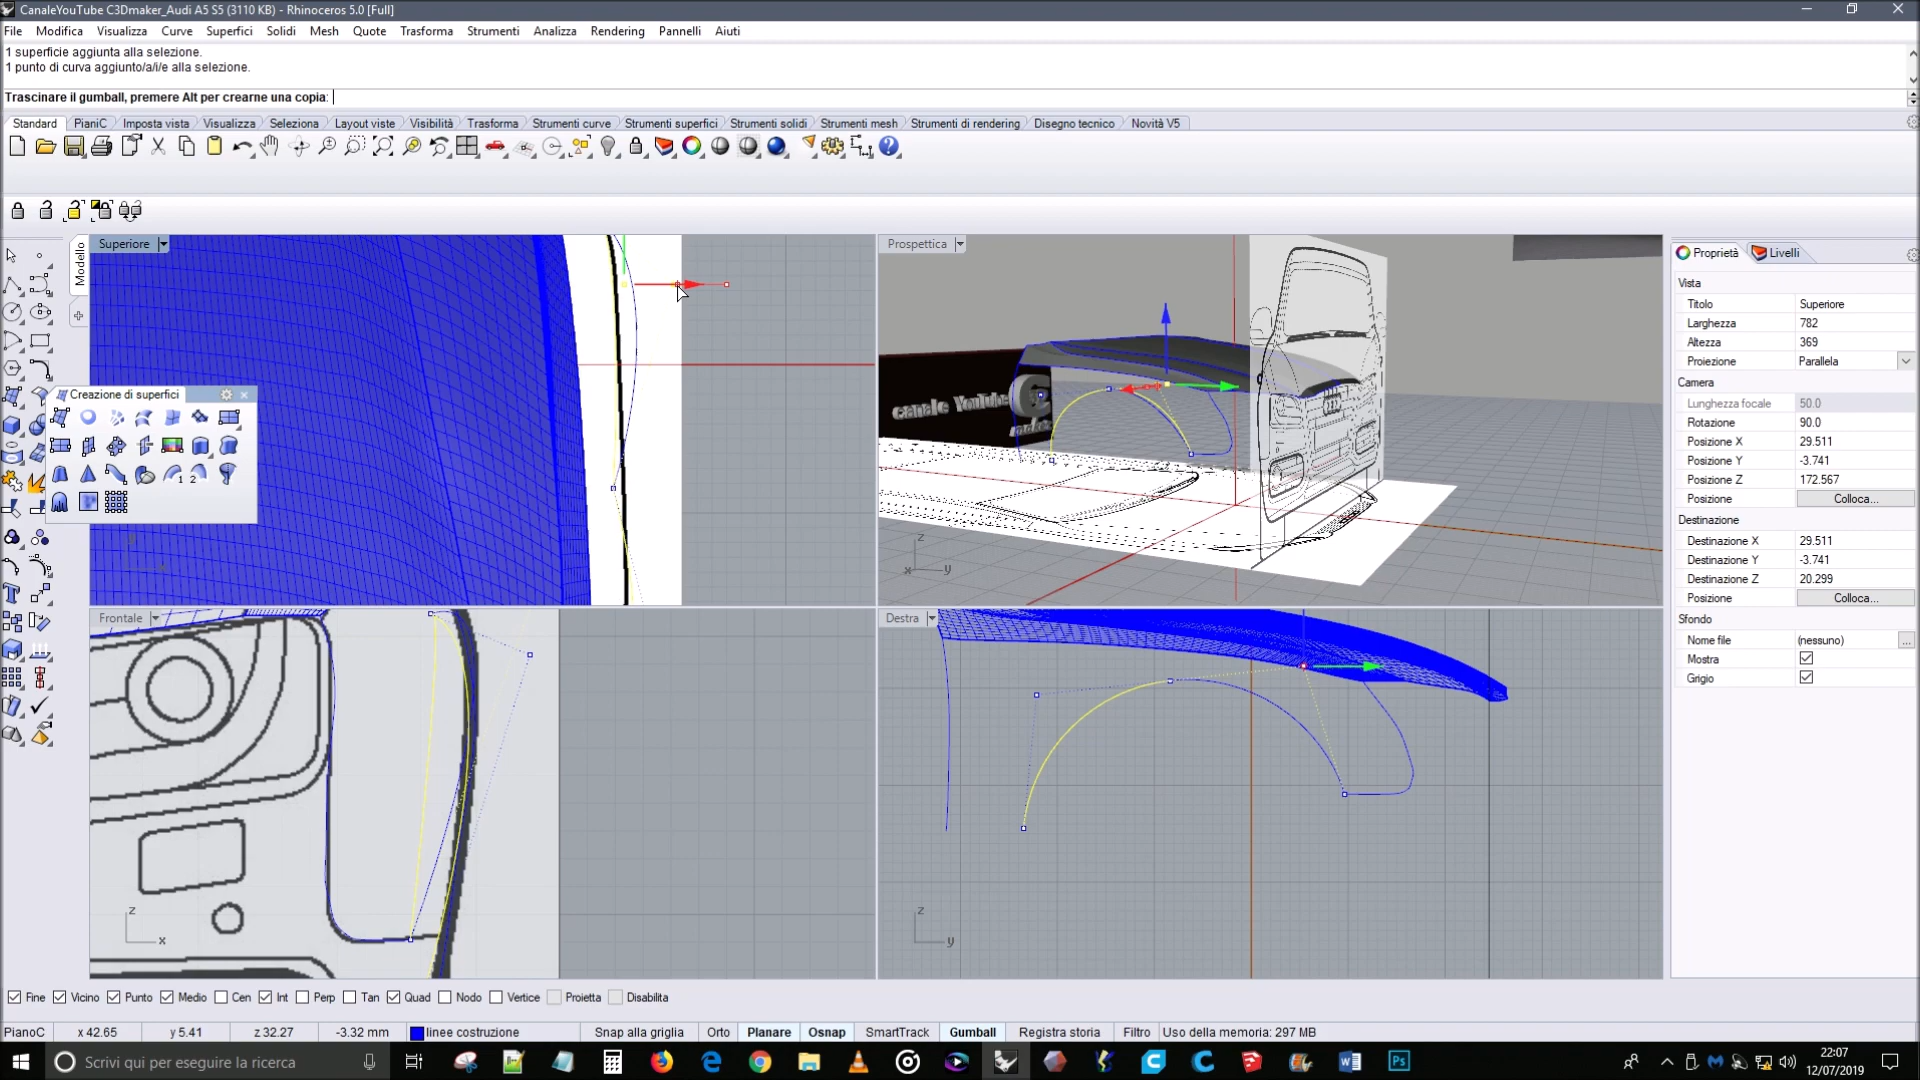 CanaleYouTube C3Dmaker_Audi A5 S5 (3110 KB) - Rhinoceros 5.0 [Full]
File Modifica Visualizza Curve Superfici Solidi Mesh Quote Trasforma Strumenti Analizza Rendering Pannelli Aiuti
1 superficie aggiunta alla selezione.
1 punto di curva aggiunto/a/i/e alla selezione.
Trascinare il gumball, premere Alt per crearne una copia:
Standard PianiC Imposta vista Visualizza Seleziona Layout viste Visibilità Trasforma Strumenti curve Strumenti superfici Strumenti solidi Strumenti mesh Strumenti di rendering Disegno tecnico Novità V5
Modello
Superiore
Prospettica
Creazione di superfici
1 2
canale YouTube
maker
z
x y
Frontale
z
x
Destra
z
y
Proprietà Livelli
Vista
Titolo Superiore
Larghezza 782
Altezza 369
Proiezione Parallela
Camera
Lunghezza focale 50.0
Rotazione 90.0
Posizione X 29.511
Posizione Y -3.741
Posizione Z 172.567
Posizione Colloca...
Destinazione
Destinazione X 29.511
Destinazione Y -3.741
Destinazione Z 20.299
Posizione Colloca...
Sfondo
Nome file (nessuno) ...
Mostra
Grigio
Fine Vicino Punto Medio Cen Int Perp Tan Quad Nodo Vertice Proietta Disabilita
PianoC x 42.65 y 5.41 z 32.27 -3.32 mm linee costruzione Snap alla griglia Orto Planare Osnap SmartTrack Gumball Registra storia Filtro Uso della memoria: 297 MB
Scrivi qui per eseguire la ricerca
22:07
12/07/2019